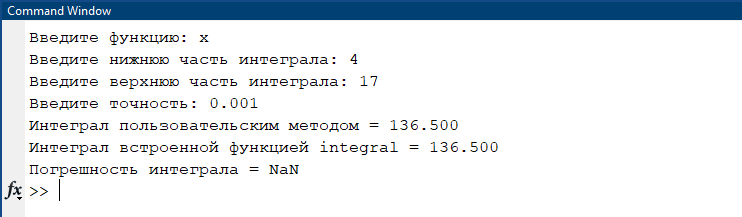 Command Window
Введите функцию: x
Введите нижнюю часть интеграла: 4
Введите верхнюю часть интеграла: 17
Введите точность: 0.001
Интеграл пользовательским методом = 136.500
Интеграл встроенной функцией integral = 136.500
Погрешность интеграла = NaN
fx >>